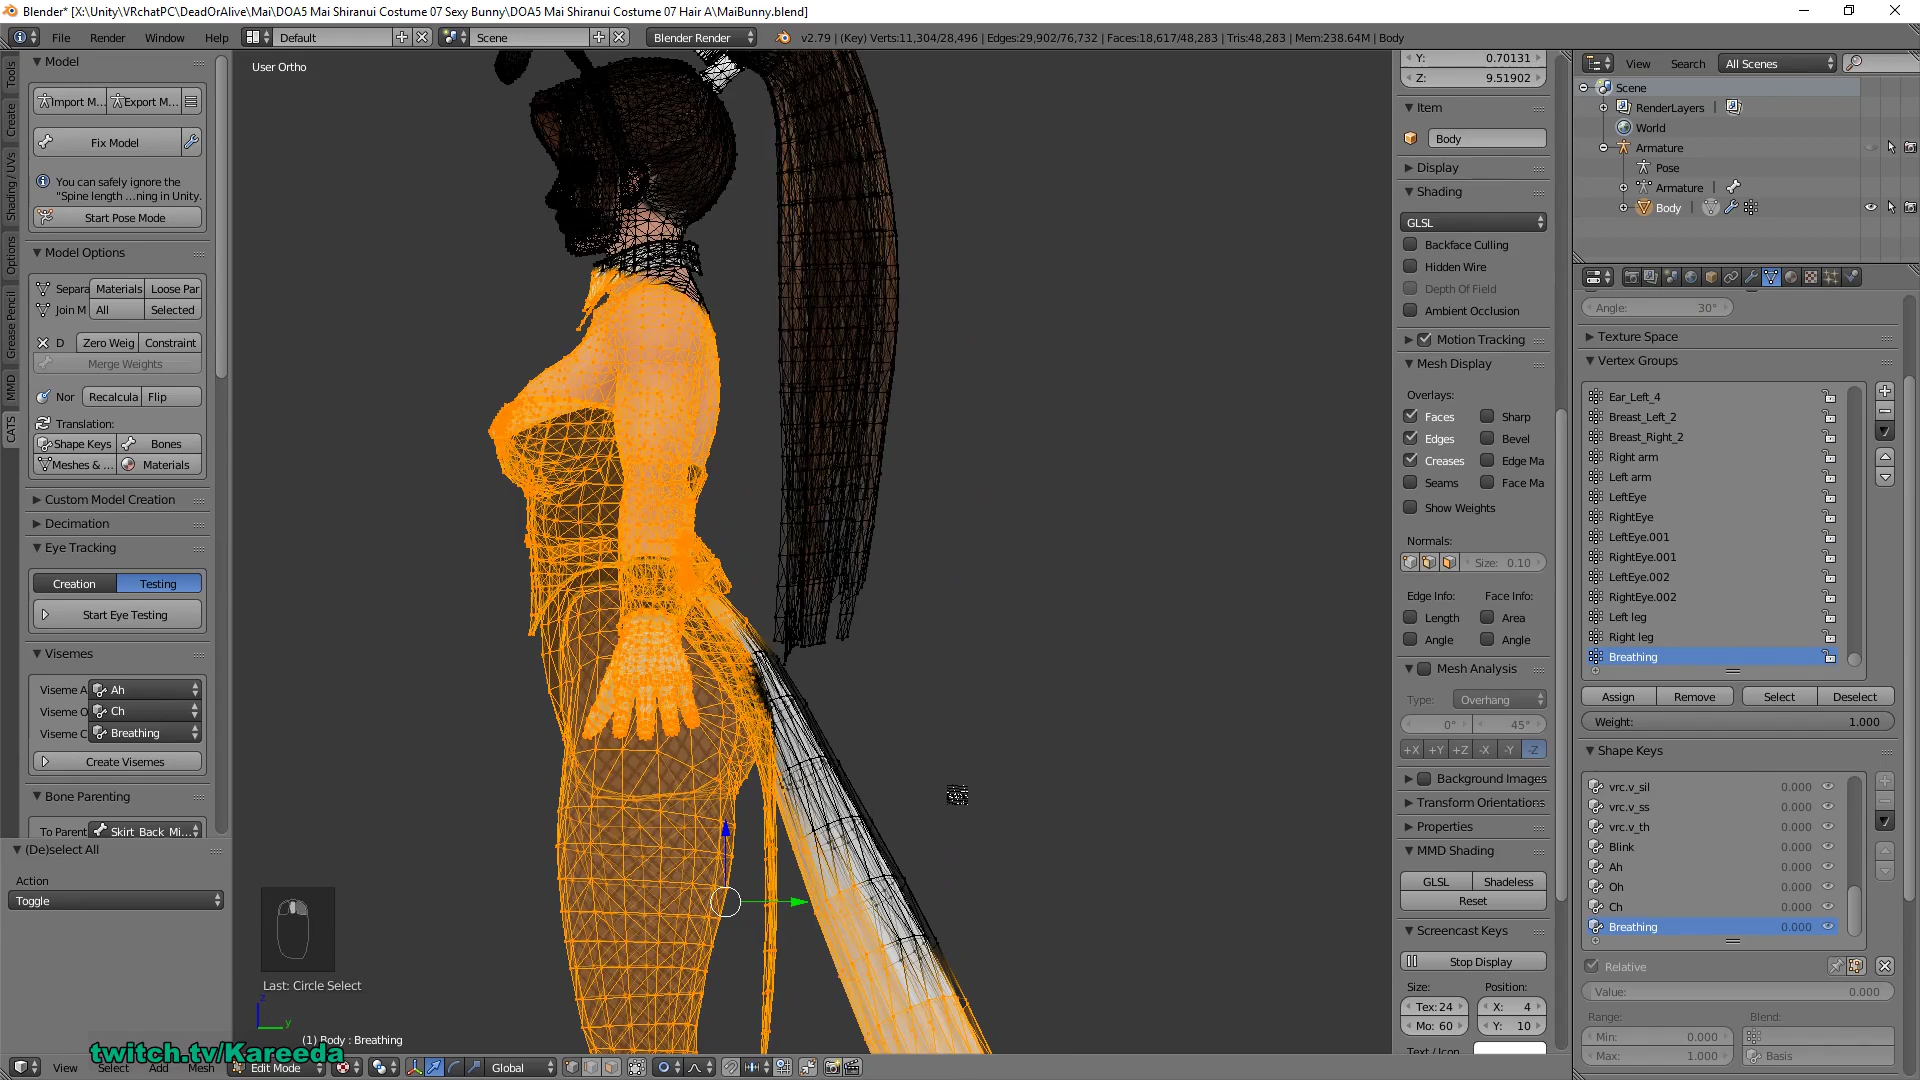 Blender* [X:\Unity\VRchatPC\DeadOrAlive\Mai\DOA5 Mai Shiranui Costume 07 Sexy Bunny\DOA5 Mai Shiranui Costume 07 Hair A\MaiBunny.blend]
File Render Window Help Default Scene Blender Render v2.79 | (Key) Verts:11,304/28,496 | Edges:29,902/76,732 | Faces:18,617/48,283 | Tris:48,283 | Mem:238.64M | Body
Tools
Create
Shading / UVs
Options
Grease Pencil
MMD
CATS
Model
Import M... Export M...
Fix Model
You can safely ignore the
"Spine length ...ning in Unity.
Start Pose Mode
Model Options
Separa Materials Loose Par
Join M All Selected
D Zero Weig Constraint
Merge Weights
Nor Recalcula Flip
Translation:
Shape Keys Bones
Meshes & ... Materials
Custom Model Creation
Decimation
Eye Tracking
Creation Testing
Start Eye Testing
Visemes
Viseme A Ah
Viseme O Ch
Viseme C Breathing
Create Visemes
Bone Parenting
To Parent Skirt Back Mi...
(De)select All
Action
Toggle
User Ortho
Last: Circle Select
z
y
(1) Body : Breathing
twitch.tv/Kareeda
View Select Add Mesh Edit Mode Global
Y: 0.70131
Z: 9.51902
Item
Body
Display
Shading
GLSL
Backface Culling
Hidden Wire
Depth Of Field
Ambient Occlusion
Motion Tracking
Mesh Display
Overlays:
Faces Sharp
Edges Bevel
Creases Edge Ma
Seams Face Ma
Show Weights
Normals:
Size: 0.10
Edge Info: Face Info:
Length Area
Angle Angle
Mesh Analysis
Type: Overhang
0° 45°
+X +Y +Z -X -Y -Z
Background Images
Transform Orientations
Properties
MMD Shading
GLSL Shadeless
Reset
Screencast Keys
Stop Display
Size: Position:
Tex:24 X: 4
Mo: 60 Y: 10
Text / Icon
View Search All Scenes
Scene
RenderLayers
World
Armature
Pose
Armature
Body
Angle: 30°
Texture Space
Vertex Groups
Ear_Left_4
Breast_Left_2
Breast_Right_2
Right arm
Left arm
LeftEye
RightEye
LeftEye.001
RightEye.001
LeftEye.002
RightEye.002
Left leg
Right leg
Breathing
Assign Remove Select Deselect
Weight: 1.000
Shape Keys
vrc.v_sil 0.000
vrc.v_ss 0.000
vrc.v_th 0.000
Blink 0.000
Ah 0.000
Oh 0.000
Ch 0.000
Breathing 0.000
Relative
Value: 0.000
Range: Blend:
Min: 0.000
Max: 1.000 Basis